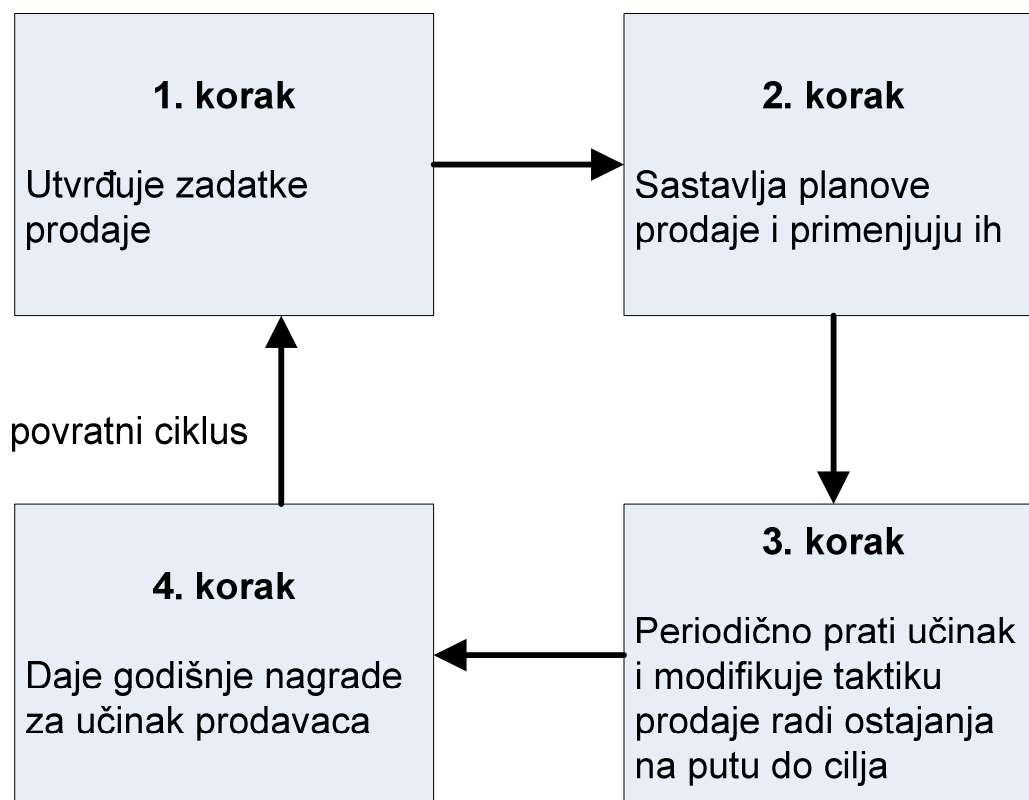 1. korak
Utvrđuje zadatke
prodaje
2. korak
Sastavlja planove
prodaje i primenjuju ih
povratni ciklus
3. korak
Periodično prati učinak
i modifikuje taktiku
prodaje radi ostajanja
na putu do cilja
4. korak
Daje godišnje nagrade
za učinak prodavaca